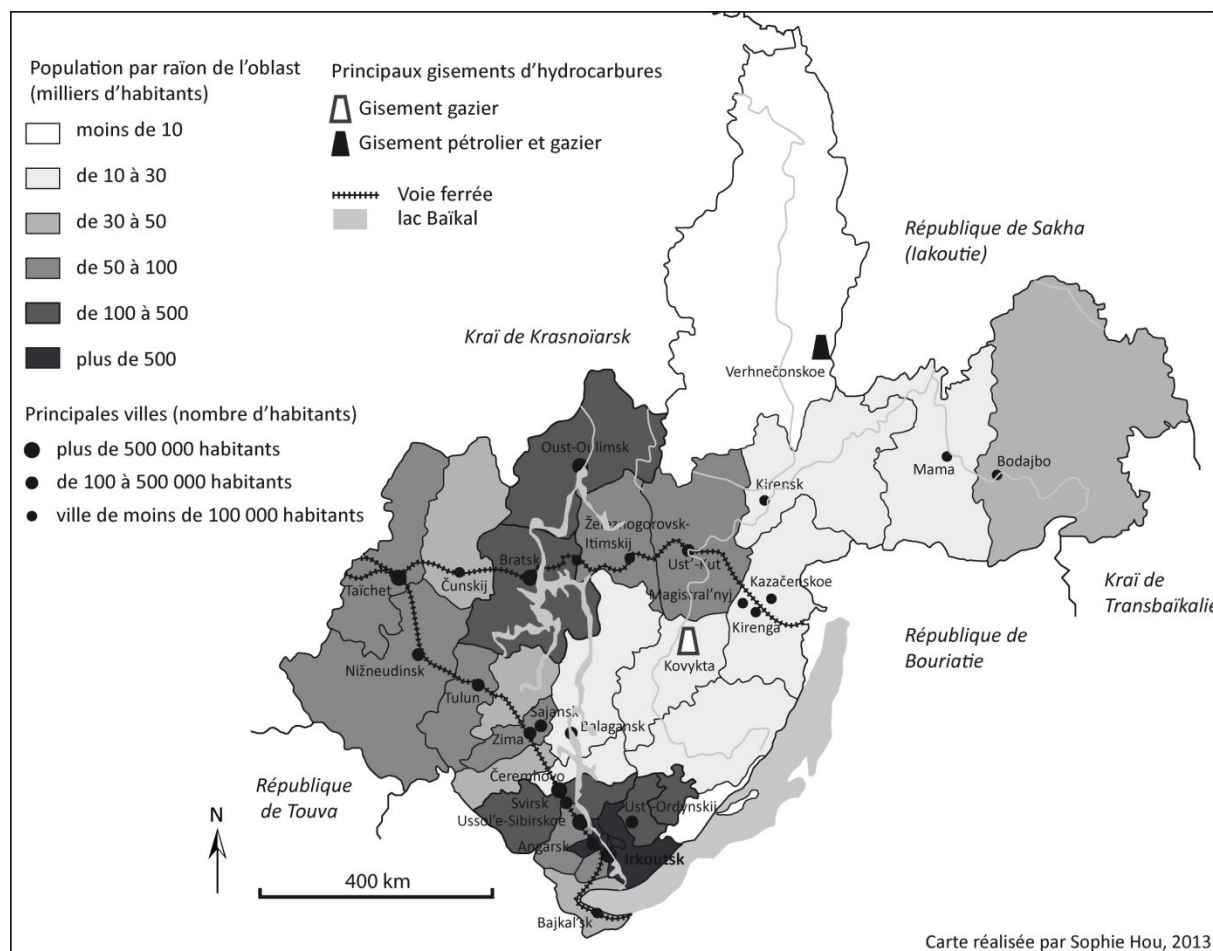 Population par raïon de l'oblast
(milliers d'habitants)
moins de 10
de 10 à 30
de 30 à 50
de 50 à 100
de 100 à 500
plus de 500
Principales villes (nombre d'habitants)
plus de 500 000 habitants
de 100 à 500 000 habitants
ville de moins de 100 000 habitants
Principaux gisements d'hydrocarbures
Gisement gazier
Gisement pétrolier et gazier
Voie ferrée
lac Baïkal
République de Sakha
(Iakoutie)
Kraï de Krasnoïarsk
Verhnečonskoe
Oust-Oulimsk
Mama
Bodajbo
Kirensk
Železnogorovsk-
Itimskij
Bratsk
Ust'-Kut
Taïchet
Čunskij
Magistral'nyj
Kazačenskoe
Kirenga
Kraï de
Transbaïkalie
République de
Bouriatie
Kovykta
Nižneudinsk
Tulun
Sajansk
Zima
Balagansk
Čeremhovo
République
de Touva
Svirsk
Ust'-Ordynskij
Ussol'e-Sibirskoe
Angarsk
Irkoutsk
N
400 km
Bajkal'sk
Carte réalisée par Sophie Hou, 2013